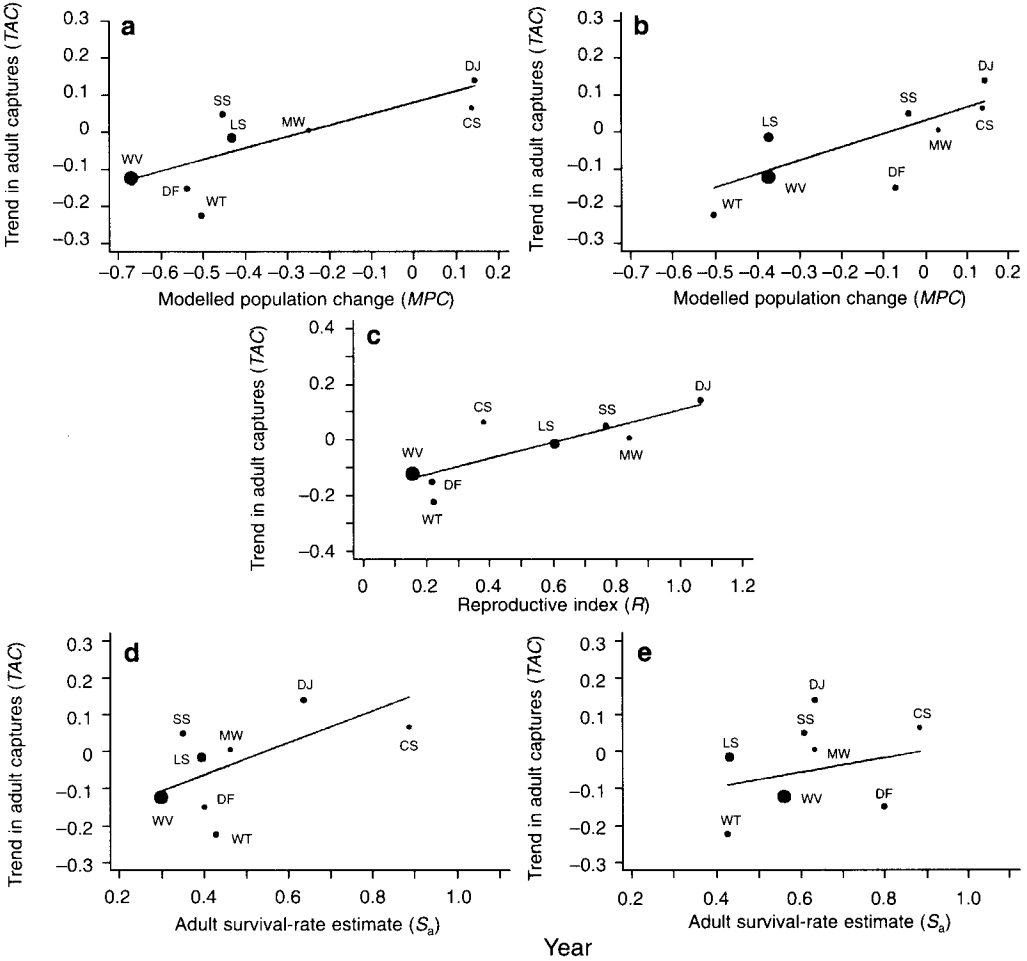 a
Trend in adult captures (TAC)
0.3
0.2
0.1
0
–0.1
–0.2
–0.3
DJ
SS
LS
MW
CS
WV
DF
WT
–0.7 –0.6 –0.5 –0.4 –0.3 –0.2 –0.1 0 0.1 0.2
Modelled population change (MPC)
b
Trend in adult captures (TAC)
0.3
0.2
0.1
0
–0.1
–0.2
–0.3
DJ
SS
LS
CS
MW
WV
DF
WT
–0.7 –0.6 –0.5 –0.4 –0.3 –0.2 0 0.1 0.2
Modelled population change (MPC)
c
Trend in adult captures (TAC)
0.4
0.2
0
–0.2
–0.4
DJ
CS
SS
LS
MW
WV
DF
WT
0 0.2 0.4 0.6 0.8 1.0 1.2
Reproductive index (R)
d
Trend in adult captures (TAC)
0.3
0.2
0.1
0
–0.1
–0.2
–0.3
DJ
SS
MW
CS
LS
DF
WV
WT
0.2 0.4 0.6 0.8 1.0
Adult survival-rate estimate (Sa)
e
Trend in adult captures (TAC)
0.3
0.2
0.1
0
–0.1
–0.2
–0.3
DJ
CS
SS
LS
MW
DF
WV
WT
0.2 0.4 0.6 0.8 1.0
Adult survival-rate estimate (Sa)
Year